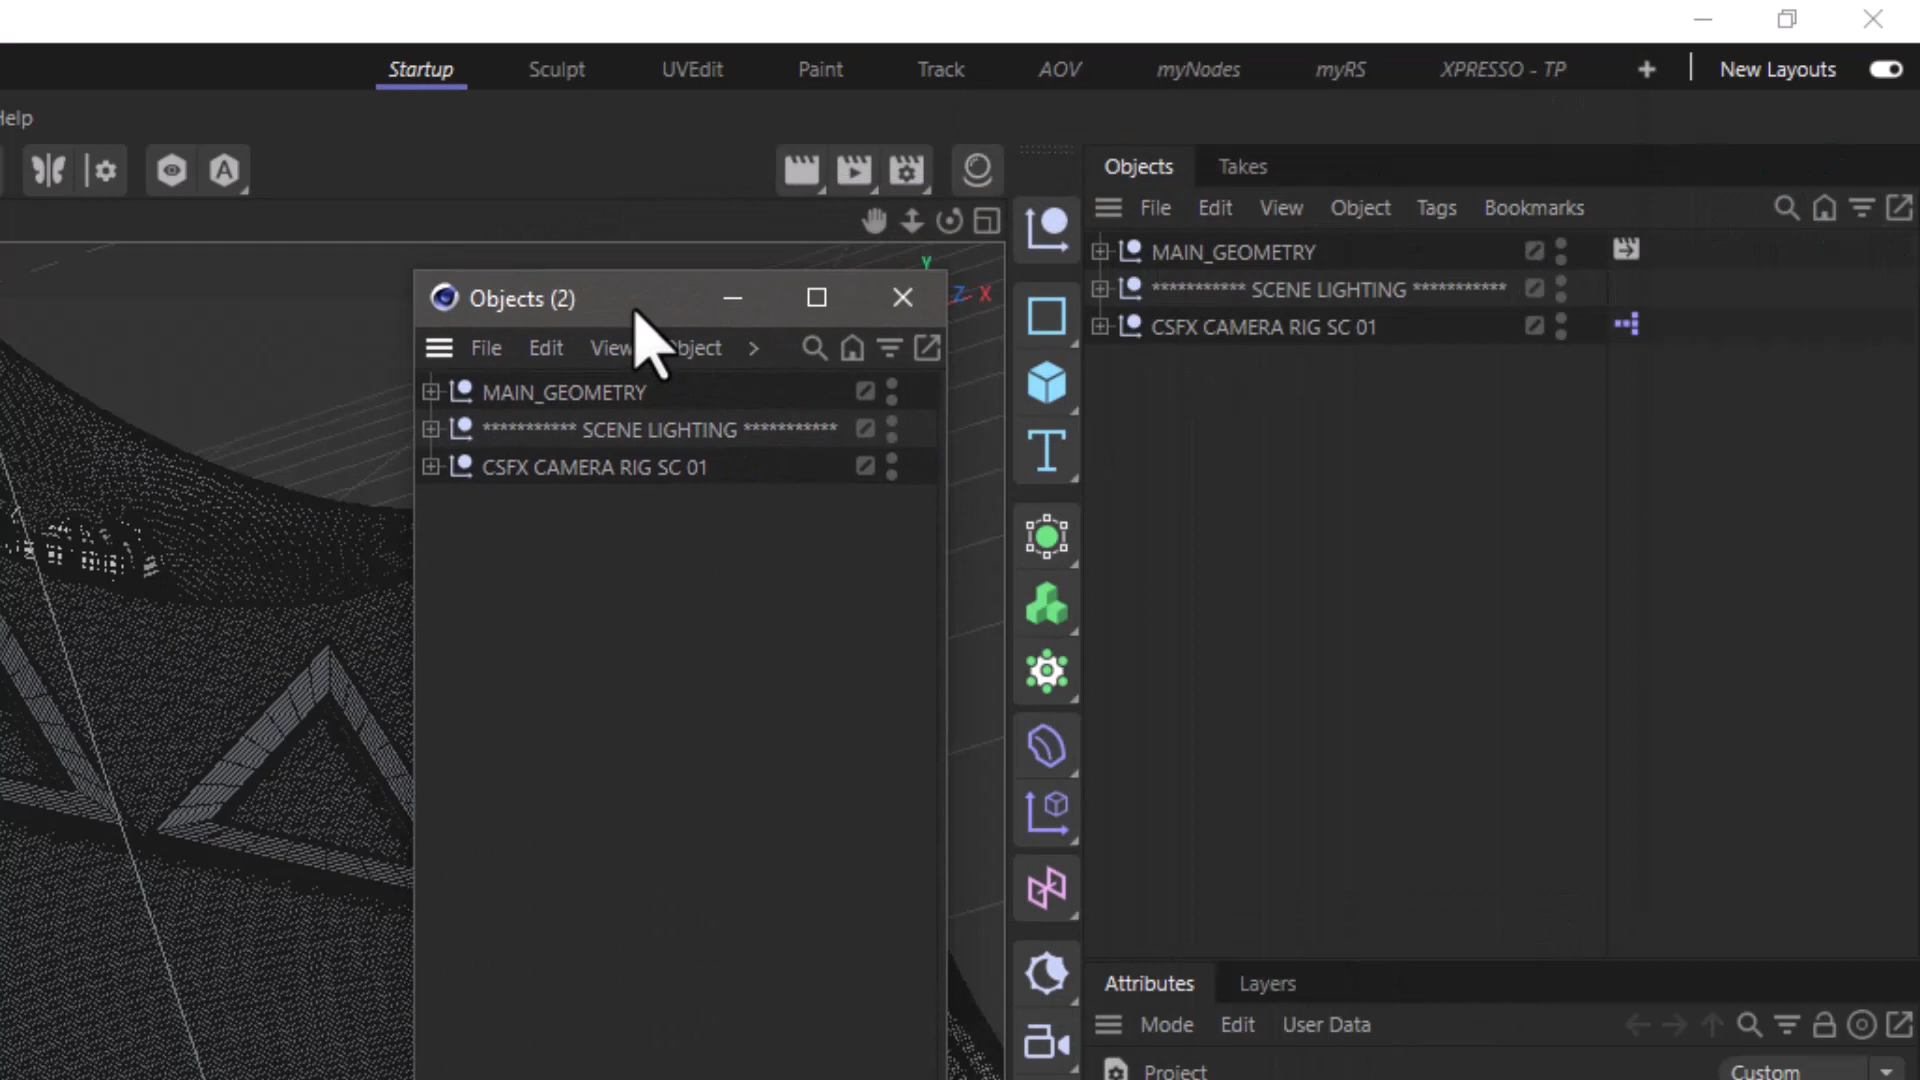 Startup Sculpt UVEdit Paint Track AOV myNodes myRS XPRESSO - TP + New Layouts
Help
A
Objects Takes
File Edit View Object Tags Bookmarks
MAIN_GEOMETRY
*********** SCENE LIGHTING ***********
CSFX CAMERA RIG SC 01
Y
Z X
Objects (2)
File Edit View Object >
MAIN_GEOMETRY
*********** SCENE LIGHTING ***********
CSFX CAMERA RIG SC 01
Attributes Layers
Mode Edit User Data
Project Custom